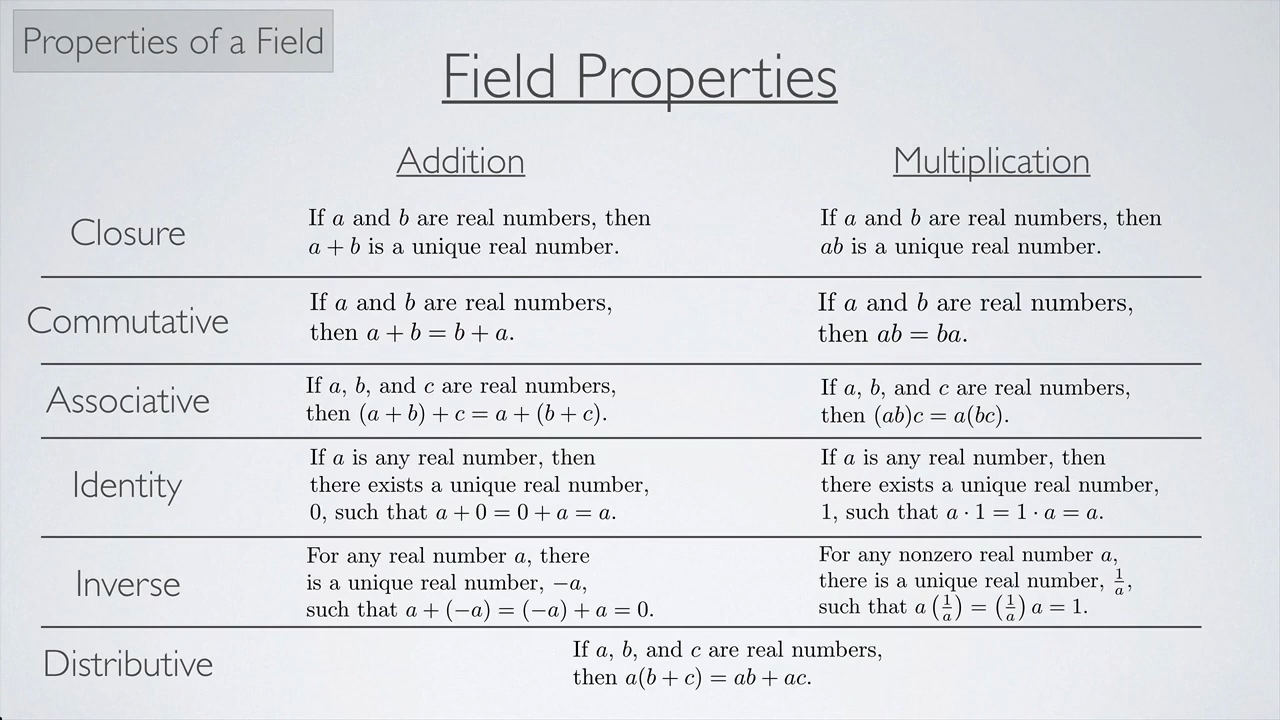 Properties of a Field
Field Properties
Addition
Multiplication
Closure
If a and b are real numbers, then
a + b is a unique real number.
If a and b are real numbers, then
ab is a unique real number.
Commutative
If a and b are real numbers,
then a + b = b + a.
If a and b are real numbers,
then ab = ba.
Associative
If a, b, and c are real numbers,
then (a + b) + c = a + (b + c).
If a, b, and c are real numbers,
then (ab)c = a(bc).
Identity
If a is any real number, then
there exists a unique real number,
0, such that a + 0 = 0 + a = a.
If a is any real number, then
there exists a unique real number,
1, such that a · 1 = 1 · a = a.
Inverse
For any real number a, there
is a unique real number, −a,
such that a + (−a) = (−a) + a = 0.
For any nonzero real number a,
there is a unique real number, 1/a,
such that a (1/a) = (1/a) a = 1.
Distributive
If a, b, and c are real numbers,
then a(b + c) = ab + ac.